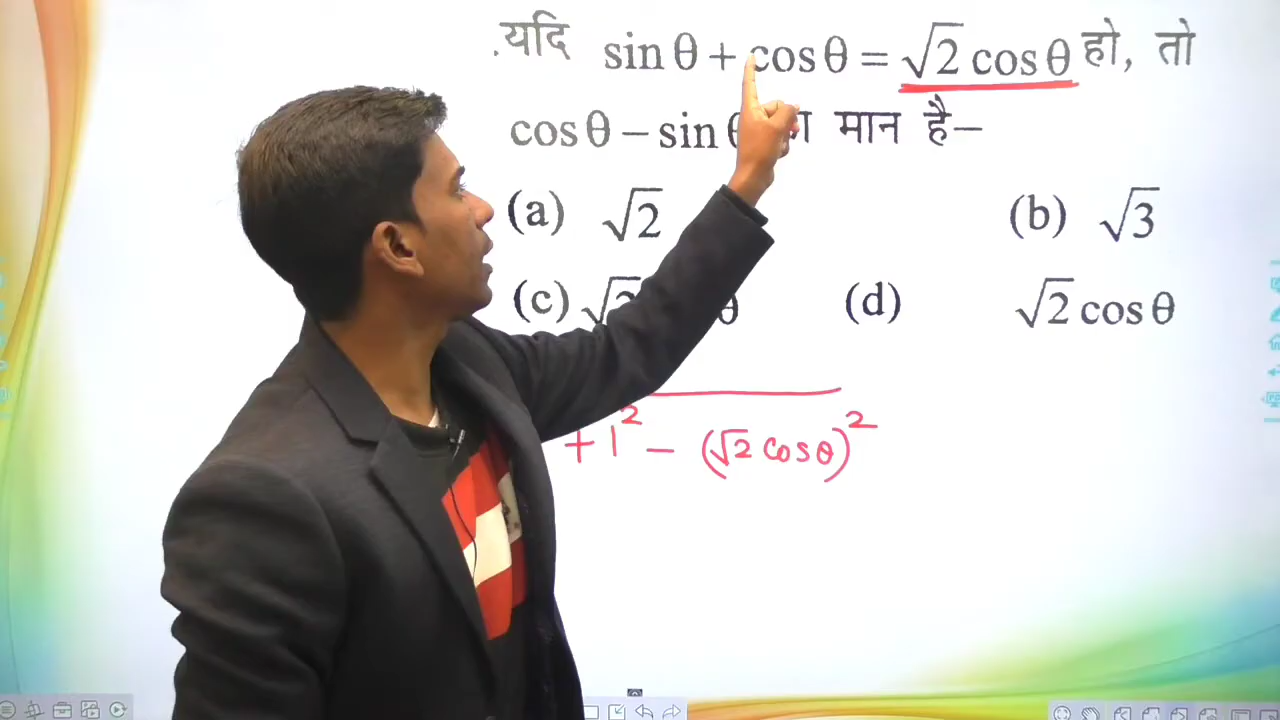 .यदि sin θ + cos θ = √2 cos θ हो, तो
cos θ – sin θ का मान है–
(a) √2 (b) √3
(c) θ (d) √2 cos θ
+ 1² – (√2 cos θ)²